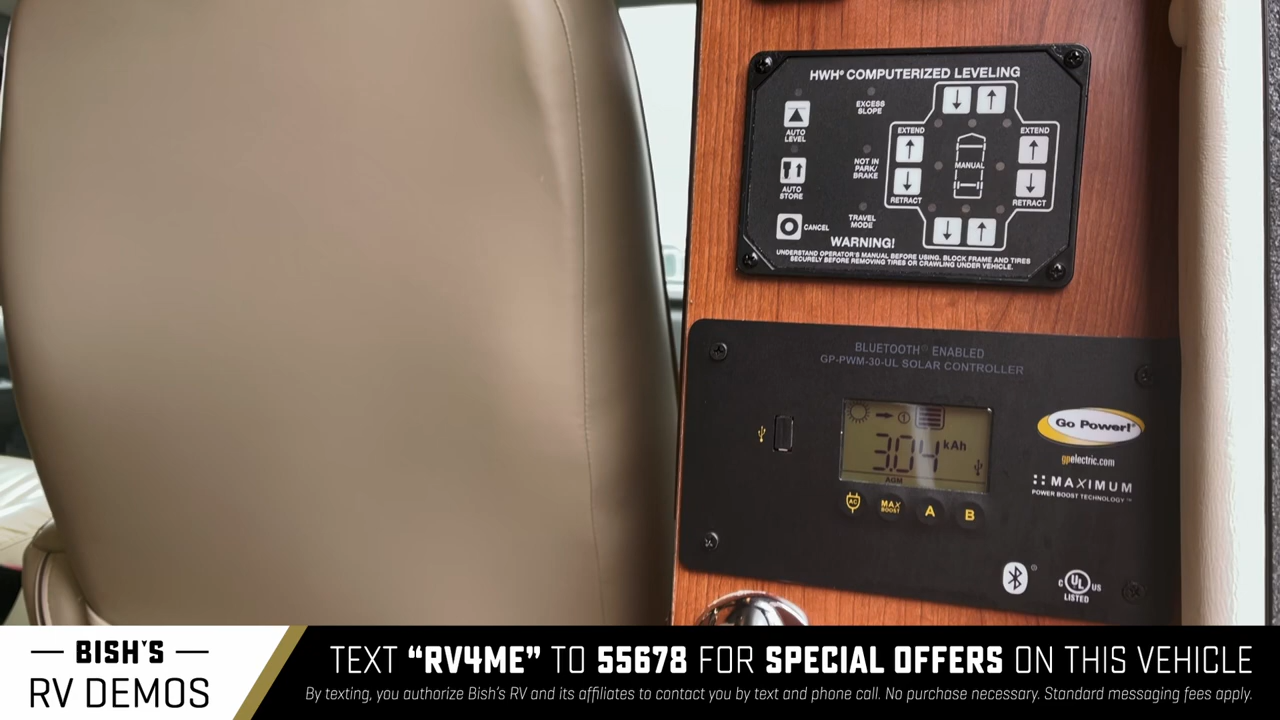 HWH® COMPUTERIZED LEVELING
AUTO
LEVEL
EXCESS
SLOPE
AUTO
STORE
NOT IN
PARK/
BRAKE
CANCEL
TRAVEL
MODE
EXTEND
RETRACT
MANUAL
EXTEND
RETRACT
WARNING!
UNDERSTAND OPERATOR'S MANUAL BEFORE USING. BLOCK FRAME AND TIRES
SECURELY BEFORE REMOVING TIRES OR CRAWLING UNDER VEHICLE.
BLUETOOTH® ENABLED
GP-PWM-30-UL SOLAR CONTROLLER
1
3.04 kAh
AGM
AC
MAX
BOOST
A
B
Go Power!®
gpelectric.com
MAXIMUM
POWER BOOST TECHNOLOGY™
C UL US
LISTED
BISH'S
RV DEMOS
TEXT “RV4ME” TO 55678 FOR SPECIAL OFFERS ON THIS VEHICLE
By texting, you authorize Bish's RV and its affiliates to contact you by text and phone call. No purchase necessary. Standard messaging fees apply.